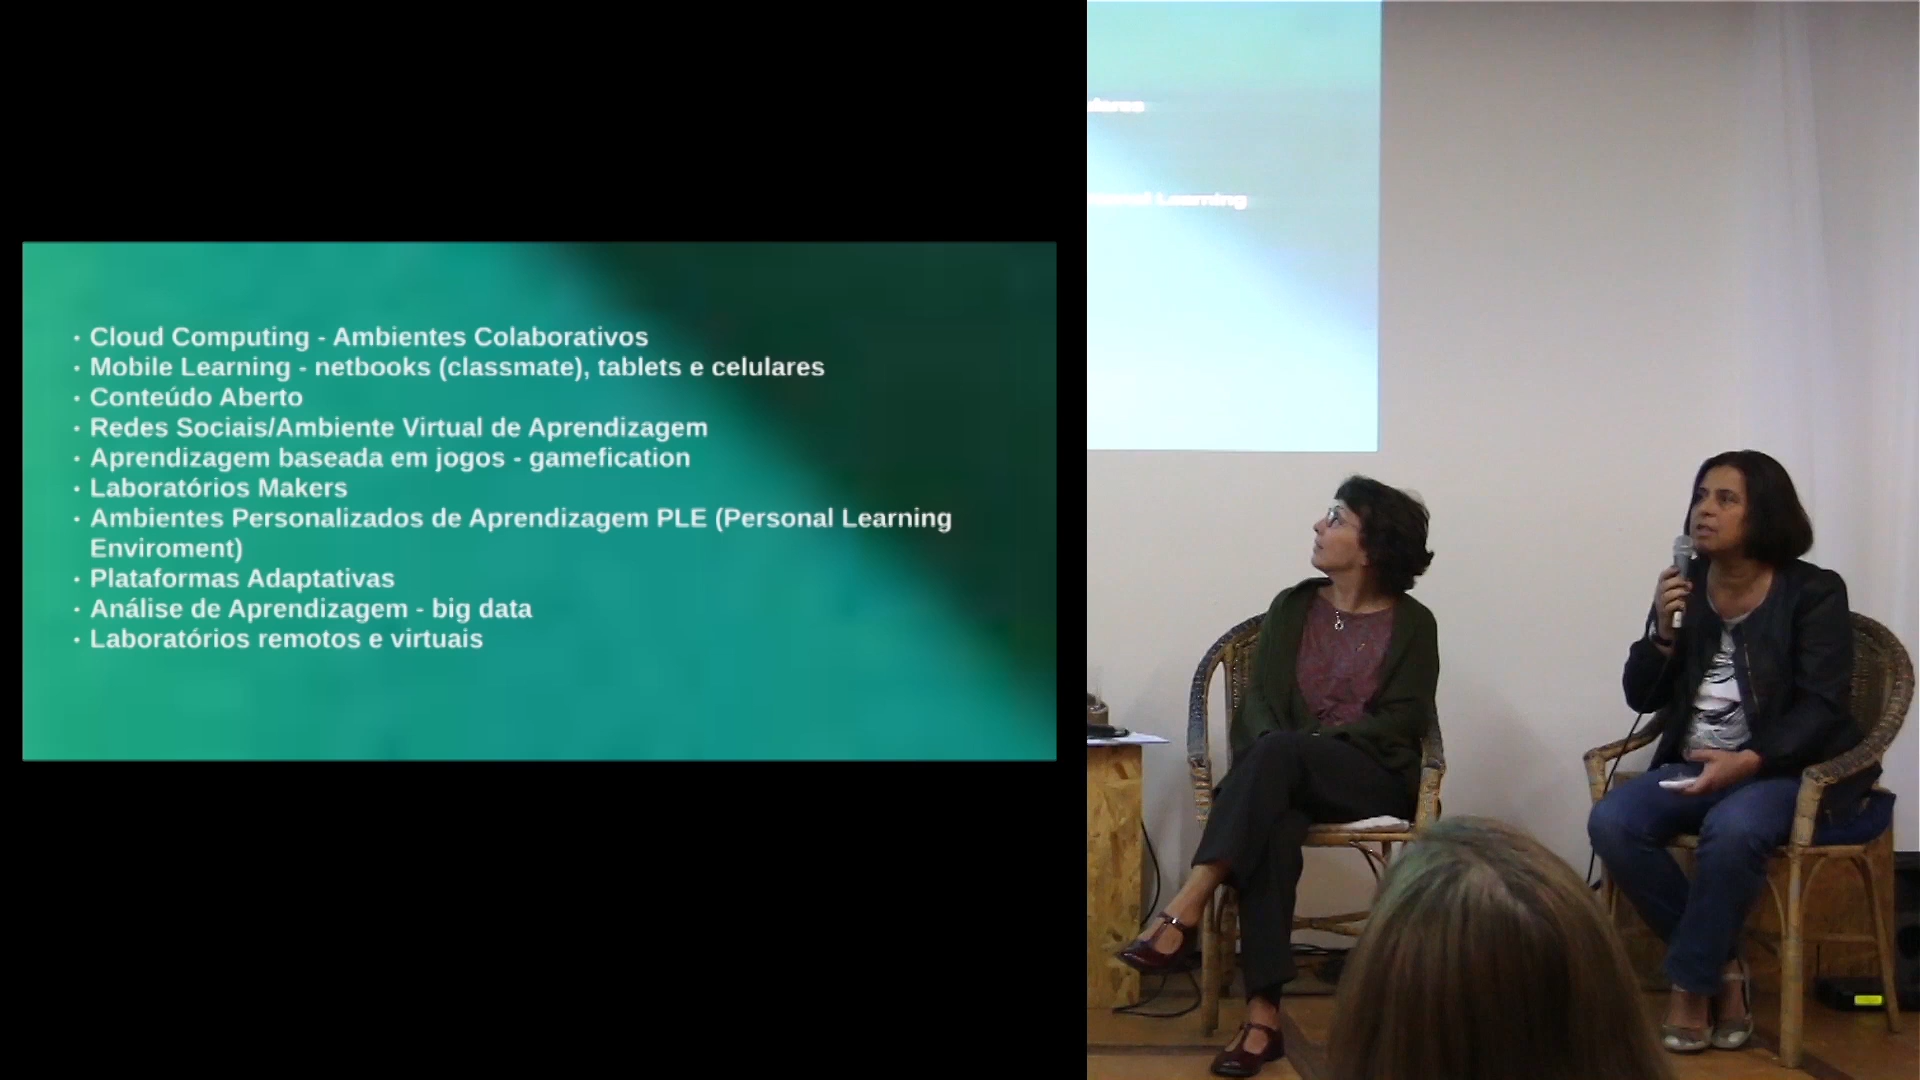 • Cloud Computing - Ambientes Colaborativos
• Mobile Learning - netbooks (classmate), tablets e celulares
• Conteúdo Aberto
• Redes Sociais/Ambiente Virtual de Aprendizagem
• Aprendizagem baseada em jogos - gamefication
• Laboratórios Makers
• Ambientes Personalizados de Aprendizagem PLE (Personal Learning
Enviroment)
• Plataformas Adaptativas
• Análise de Aprendizagem - big data
• Laboratórios remotos e virtuais
Learning